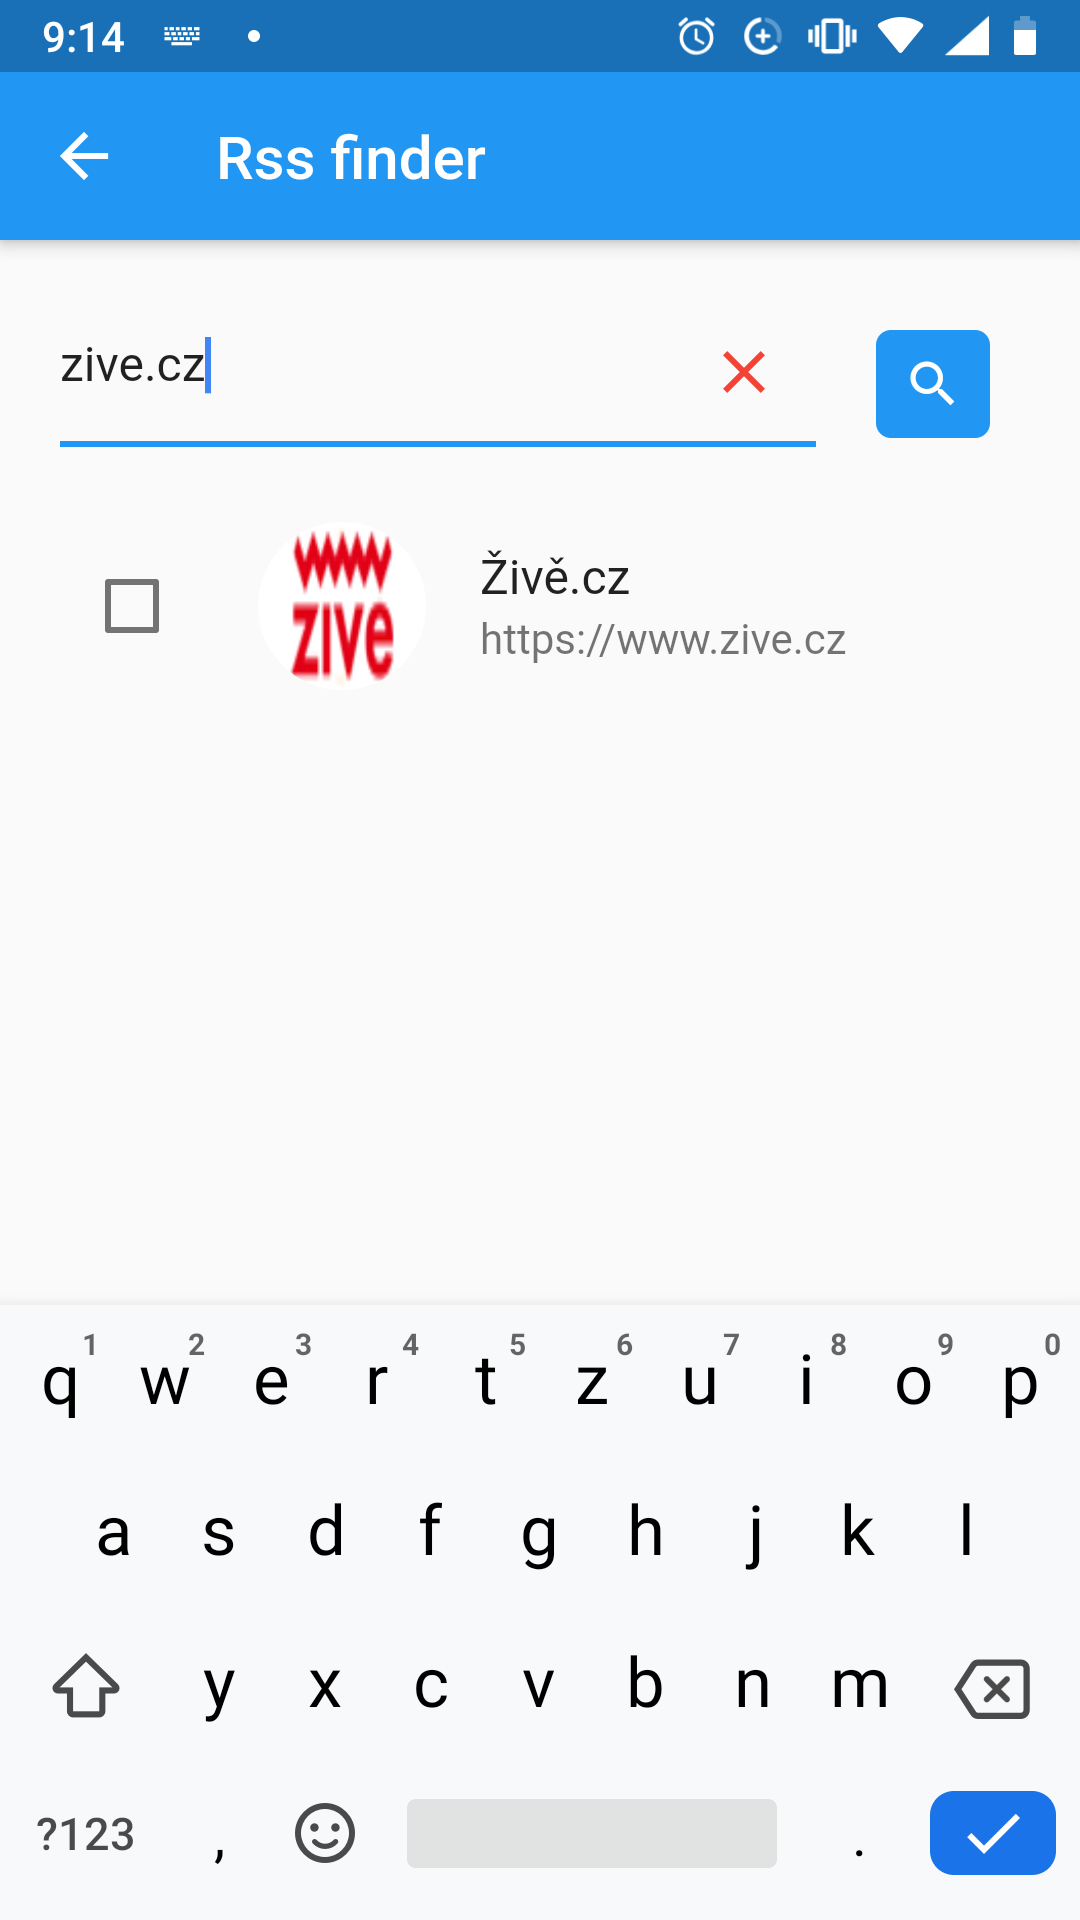 9:14
Rss finder
zive.cz
www
zive
Živě.cz
https://www.zive.cz
1 2 3 4 5 6 7 8 9 0
q w e r t z u i o p
a s d f g h j k l
y x c v b n m
?123 , .